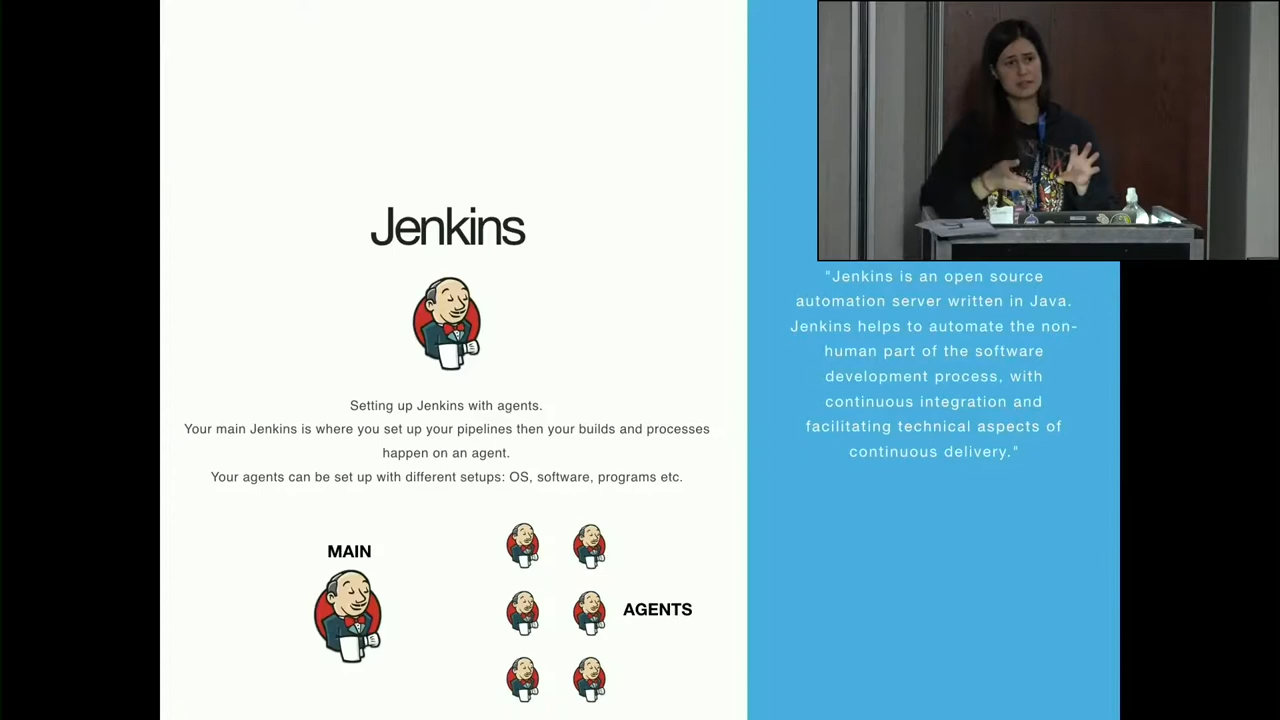 Jenkins
Setting up Jenkins with agents.
Your main Jenkins is where you set up your pipelines then your builds and processes
happen on an agent.
Your agents can be set up with different setups: OS, software, programs etc.
MAIN
AGENTS
"Jenkins is an open source
automation server written in Java.
Jenkins helps to automate the non-
human part of the software
development process, with
continuous integration and
facilitating technical aspects of
continuous delivery."